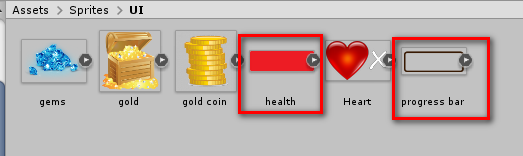 Assets ▸ Sprites ▸ UI
gems gold gold coin health Heart progress bar